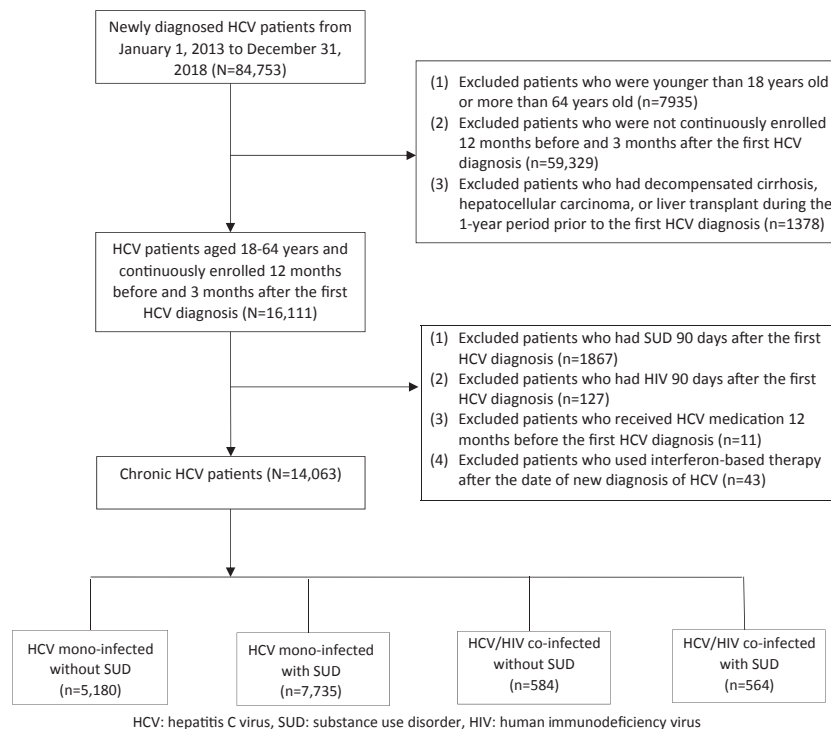 Newly diagnosed HCV patients from
January 1, 2013 to December 31,
2018 (N=84,753)
(1) Excluded patients who were younger than 18 years old
or more than 64 years old (n=7935)
(2) Excluded patients who were not continuously enrolled
12 months before and 3 months after the first HCV
diagnosis (n=59,329)
(3) Excluded patients who had decompensated cirrhosis,
hepatocellular carcinoma, or liver transplant during the
1-year period prior to the first HCV diagnosis (n=1378)
HCV patients aged 18-64 years and
continuously enrolled 12 months
before and 3 months after the first
HCV diagnosis (N=16,111)
(1) Excluded patients who had SUD 90 days after the first
HCV diagnosis (n=1867)
(2) Excluded patients who had HIV 90 days after the first
HCV diagnosis (n=127)
(3) Excluded patients who received HCV medication 12
months before the first HCV diagnosis (n=11)
(4) Excluded patients who used interferon-based therapy
after the date of new diagnosis of HCV (n=43)
Chronic HCV patients (N=14,063)
HCV mono-infected
without SUD
(n=5,180)
HCV mono-infected
with SUD
(n=7,735)
HCV/HIV co-infected
without SUD
(n=584)
HCV/HIV co-infected
with SUD
(n=564)
HCV: hepatitis C virus, SUD: substance use disorder, HIV: human immunodeficiency virus